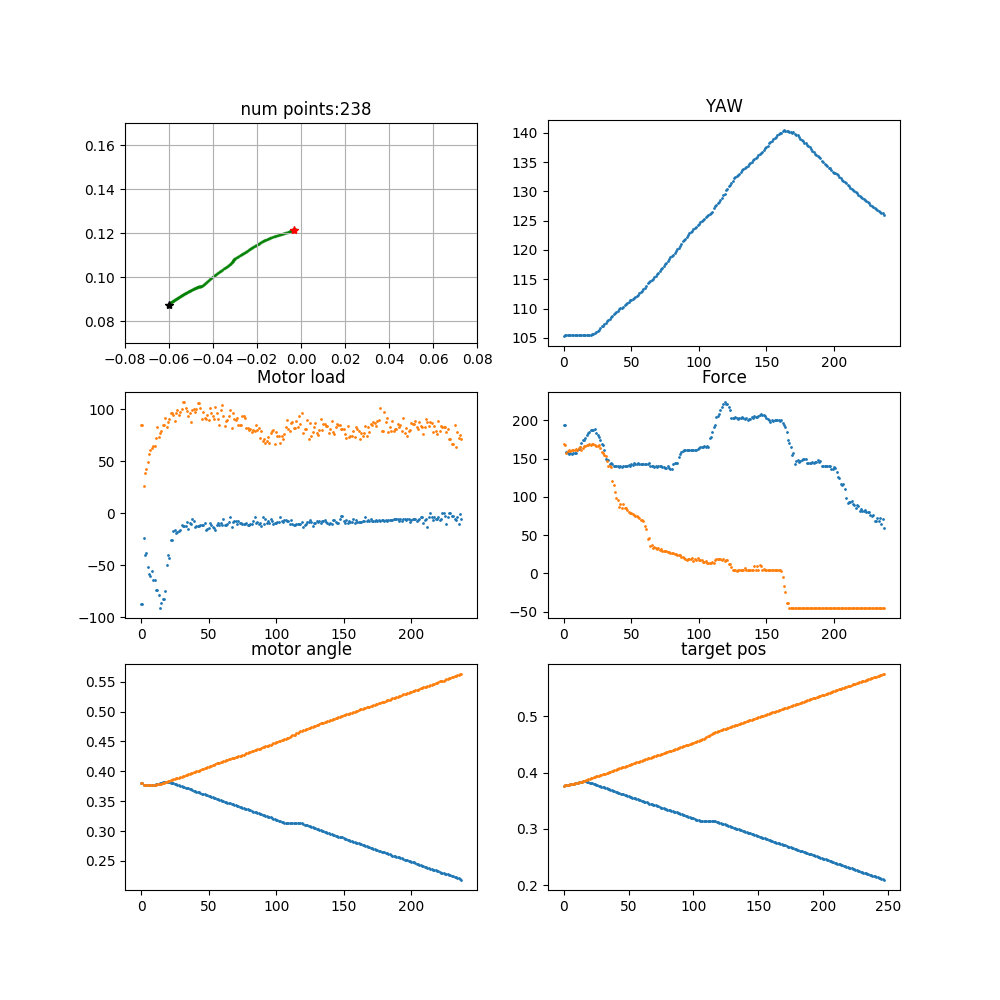 num points:238
YAW
0.16
0.14
0.12
0.10
0.08
−0.08 −0.06 −0.04 −0.02 0.00 0.02 0.04 0.06 0.08
140
135
130
125
120
115
110
105
0 50 100 150 200
Motor load
Force
100
50
0
−50
−100
0 50 100 150 200
200
150
100
50
0
−50
0 50 100 150 200
motor angle
target pos
0.55
0.50
0.45
0.40
0.35
0.30
0.25
0 50 100 150 200
0.5
0.4
0.3
0.2
0 50 100 150 200 250